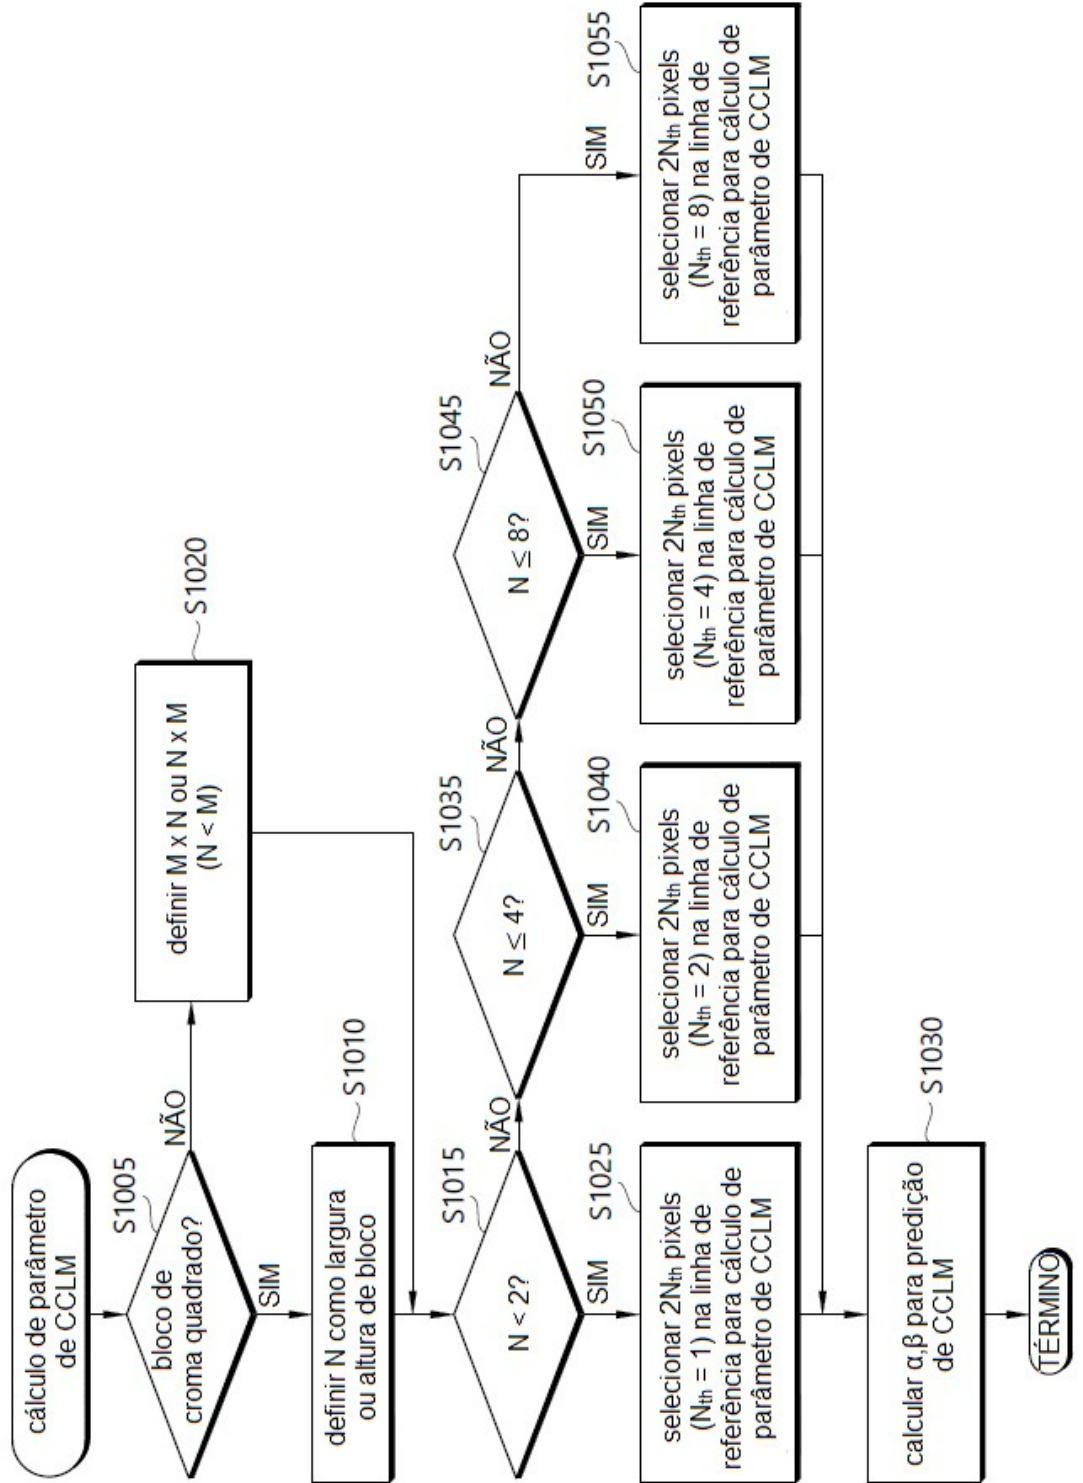 cálculo de parâmetro
de CCLM
S1005
bloco de
croma quadrado?
NÃO
SIM
S1020
definir M x N ou N x M
(N < M)
S1010
definir N como largura
ou altura de bloco
S1015
N < 2?
NÃO
SIM
S1035
N ≤ 4?
NÃO
SIM
S1045
N ≤ 8?
NÃO
SIM
SIM
S1025
selecionar 2Nth pixels
(Nth = 1) na linha de
referência para cálculo de
parâmetro de CCLM
S1040
selecionar 2Nth pixels
(Nth = 2) na linha de
referência para cálculo de
parâmetro de CCLM
S1050
selecionar 2Nth pixels
(Nth = 4) na linha de
referência para cálculo de
parâmetro de CCLM
S1055
selecionar 2Nth pixels
(Nth = 8) na linha de
referência para cálculo de
parâmetro de CCLM
S1030
calcular α,β para predição
de CCLM
TÉRMINO